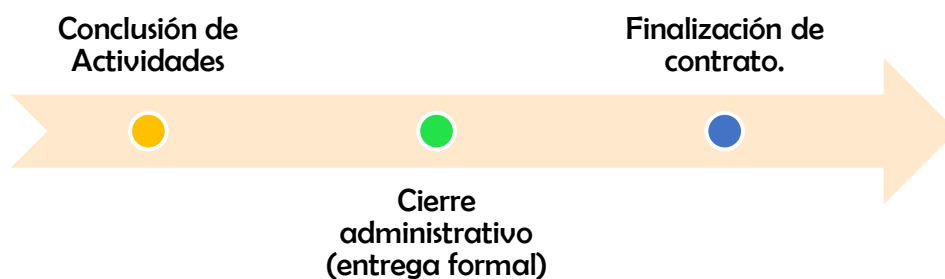 Conclusión de
Actividades
Cierre
administrativo
(entrega formal)
Finalización de
contrato.